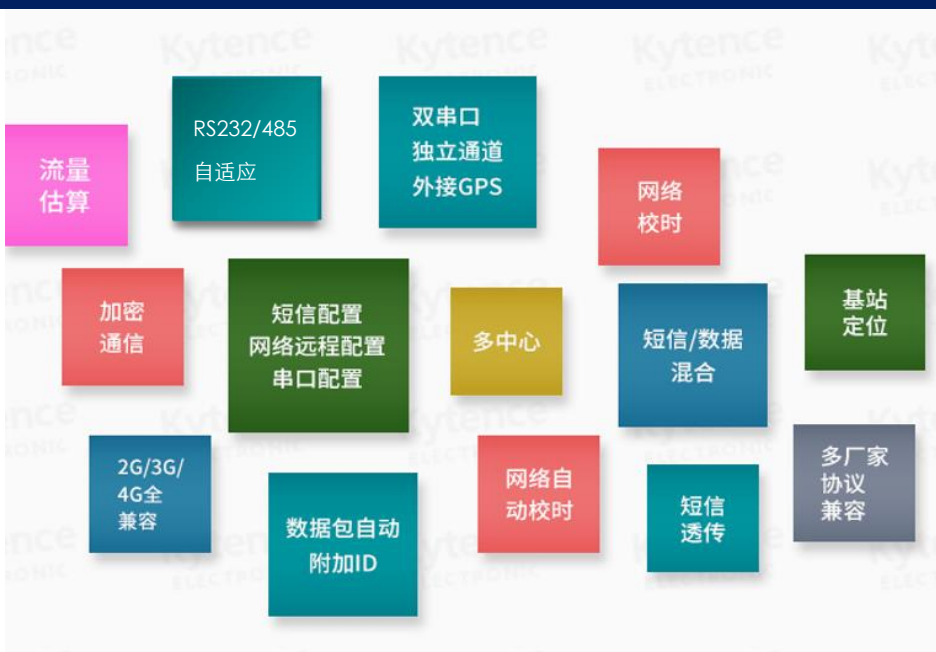 流量
估算
RS232/485
自适应
双串口
独立通道
外接GPS
网络
校时
加密
通信
短信配置
网络远程配置
串口配置
多中心
短信/数据
混合
基站
定位
2G/3G/
4G全
兼容
数据包自动
附加ID
网络自
动校时
短信
透传
多厂家
协议
兼容
Kytence
ELECTRONIC